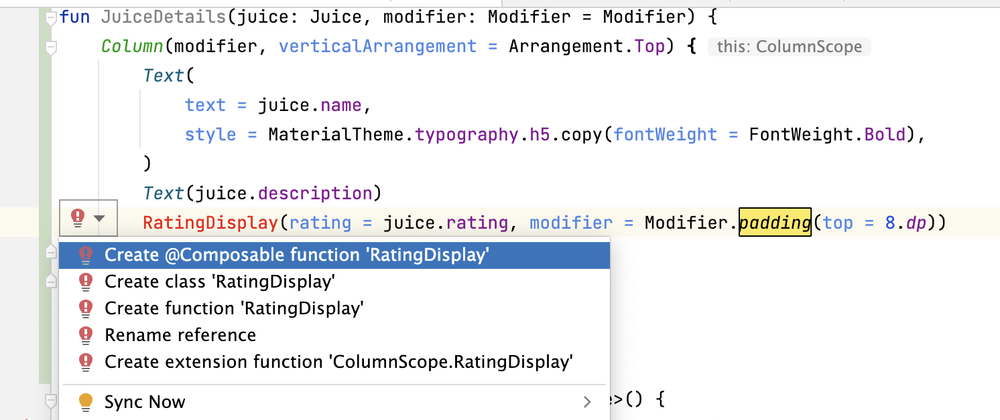 fun JuiceDetails(juice: Juice, modifier: Modifier = Modifier) {
Column(modifier, verticalArrangement = Arrangement.Top) { this: ColumnScope
Text(
text = juice.name,
style = MaterialTheme.typography.h5.copy(fontWeight = FontWeight.Bold),
)
Text(juice.description)
RatingDisplay(rating = juice.rating, modifier = Modifier.padding(top = 8.dp))
Create @Composable function 'RatingDisplay'
Create class 'RatingDisplay'
Create function 'RatingDisplay'
Rename reference
Create extension function 'ColumnScope.RatingDisplay'
Sync Now
>() {